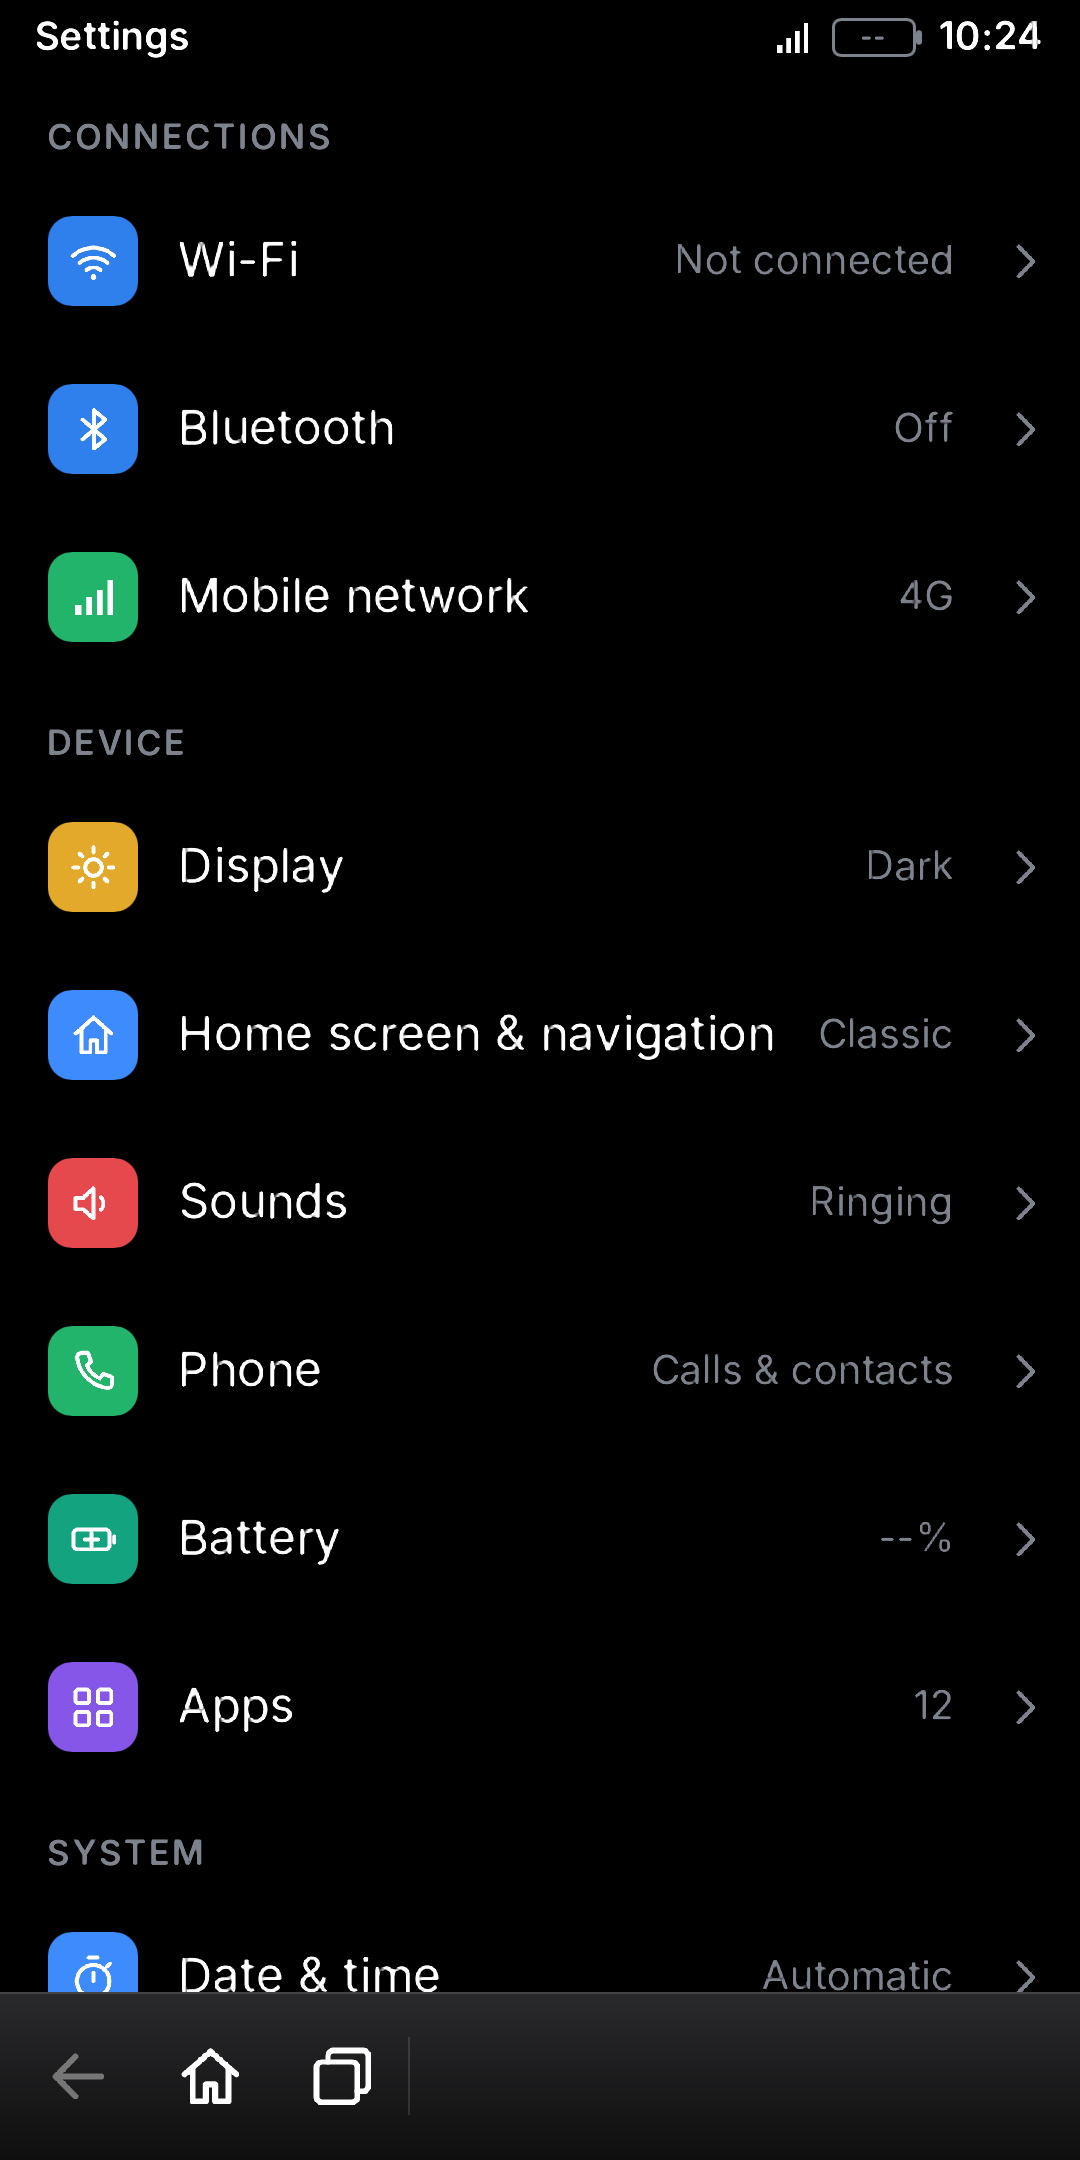 Settings -- 10:24
CONNECTIONS
Wi-Fi Not connected
Bluetooth Off
Mobile network 4G
DEVICE
Display Dark
Home screen & navigation Classic
Sounds Ringing
Phone Calls & contacts
Battery --%
Apps 12
SYSTEM
Date & time Automatic